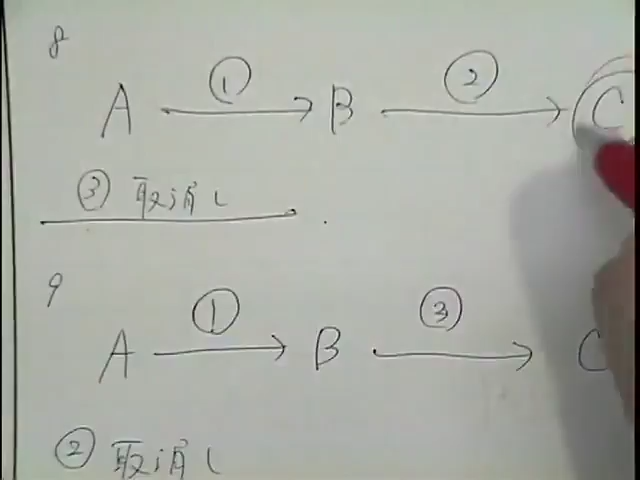 8
A ① → B ② → C
③ 取消し
9
A ① → B ③ → C
② 取消し